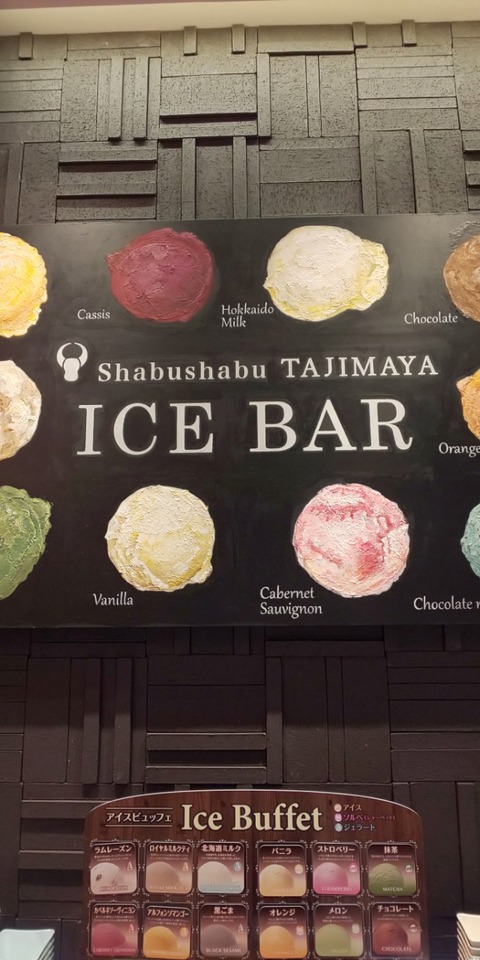 Cassis
Hokkaido
Milk
Chocolate
Shabushabu TAJIMAYA
ICE BAR
Orange
Vanilla
Cabernet
Sauvignon
Chocolate
アイスビュッフェ
Ice Buffet
アイス
ソルベ
ジェラート
ラムレーズン
ロイヤルミルクティ
北海道ミルク
バニラ
ストロベリー
抹茶
MATCHA
カベルネソーヴィニヨン
アルフォンソマンゴー
黒ごま
オレンジ
メロン
チョコレート
BLACK SESAME
CHOCOLATE